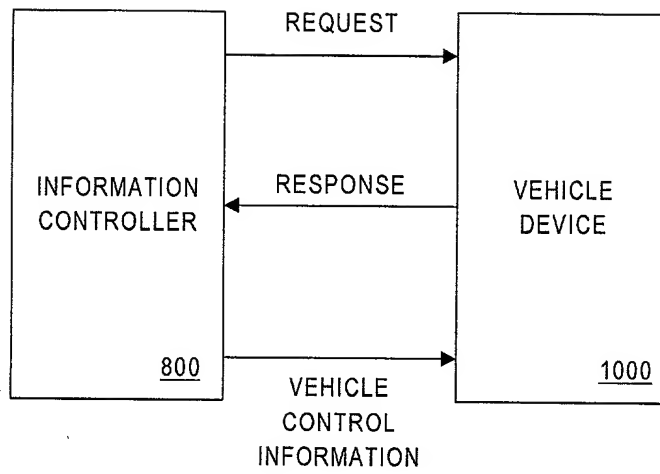 REQUEST
INFORMATION
CONTROLLER
RESPONSE
VEHICLE
DEVICE
800
1000
VEHICLE
CONTROL
INFORMATION